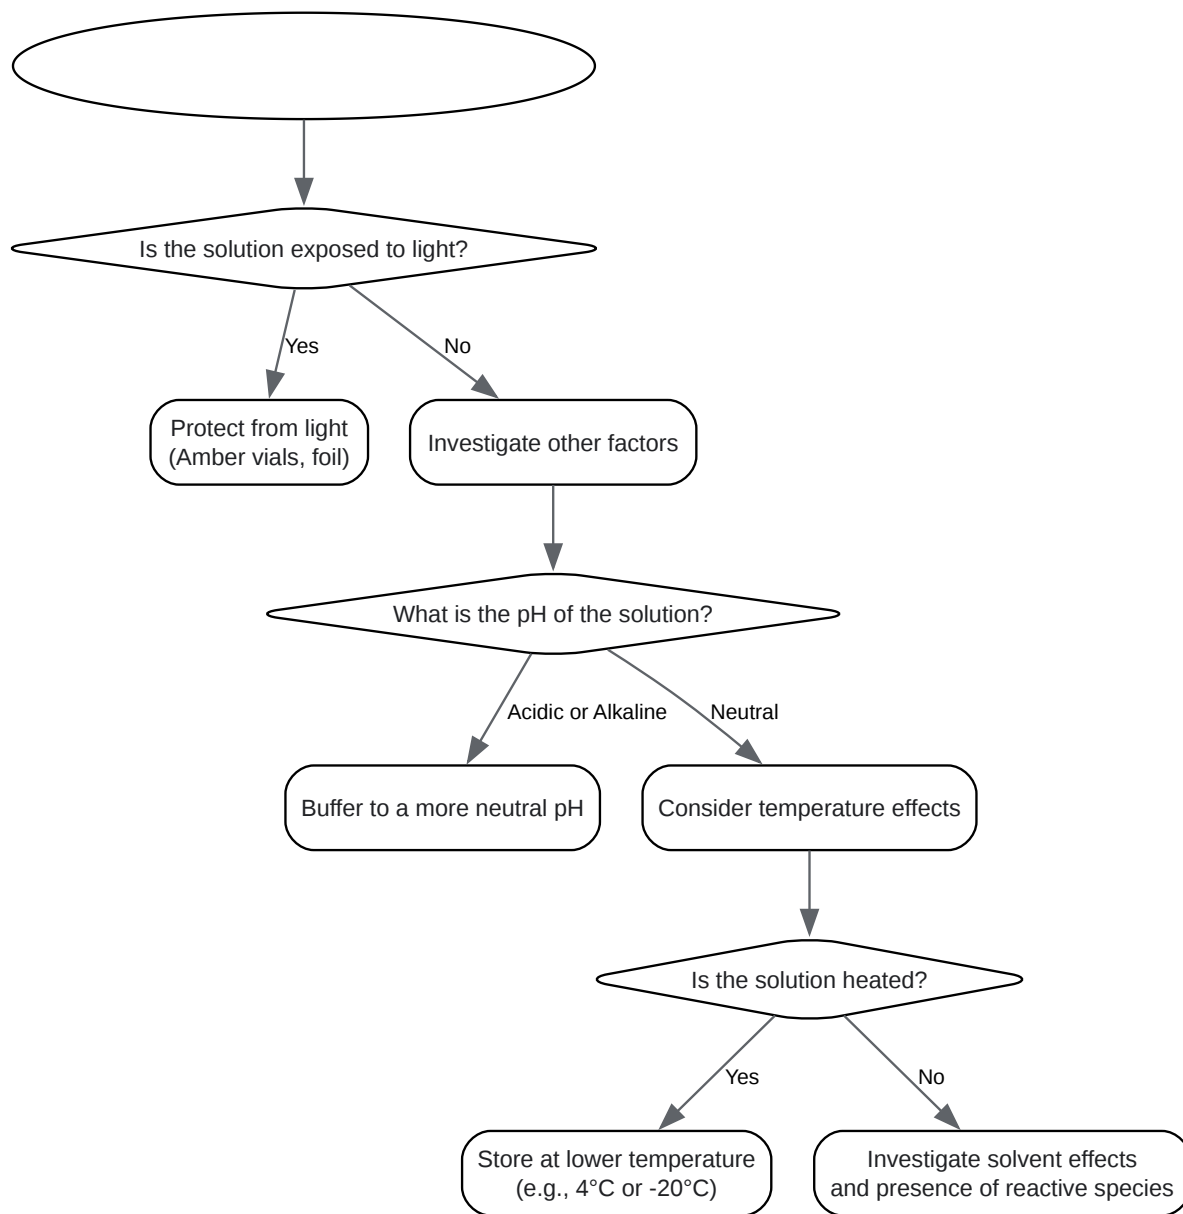 Is the solution exposed to light?
Yes
No
Protect from light
(Amber vials, foil)
Investigate other factors
What is the pH of the solution?
Acidic or Alkaline
Neutral
Buffer to a more neutral pH
Consider temperature effects
Is the solution heated?
Yes
No
Store at lower temperature
(e.g., 4°C or -20°C)
Investigate solvent effects
and presence of reactive species